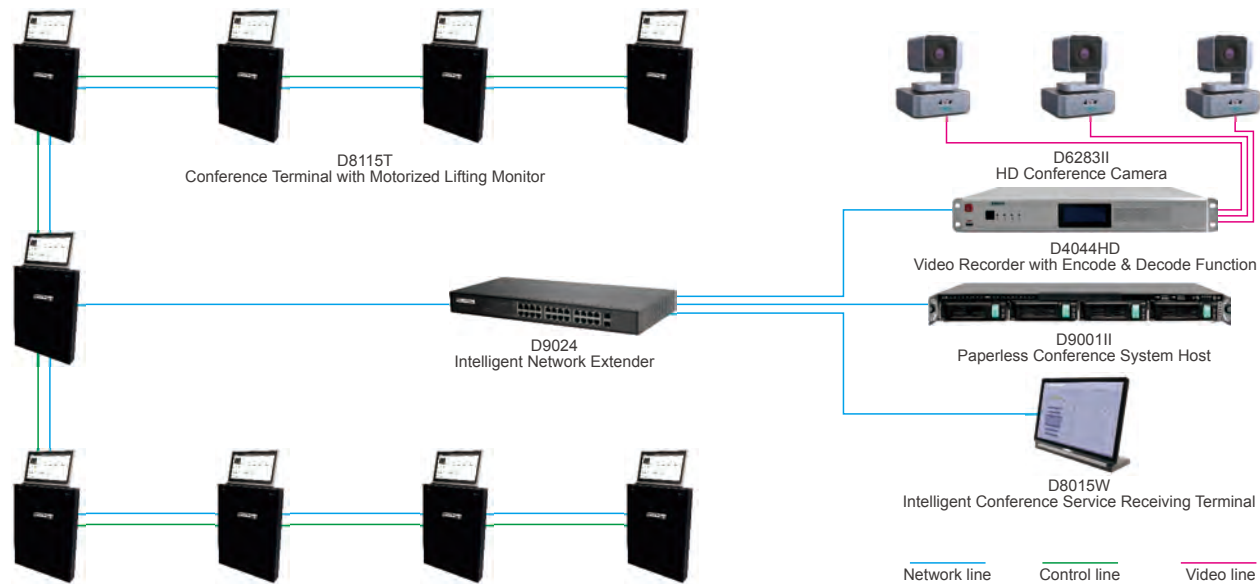 D8115T
Conference Terminal with Motorized Lifting Monitor
D6283II
HD Conference Camera
D4044HD
Video Recorder with Encode & Decode Function
D9024
Intelligent Network Extender
D9001II
Paperless Conference System Host
D8015W
Intelligent Conference Service Receiving Terminal
Network line
Control line
Video line